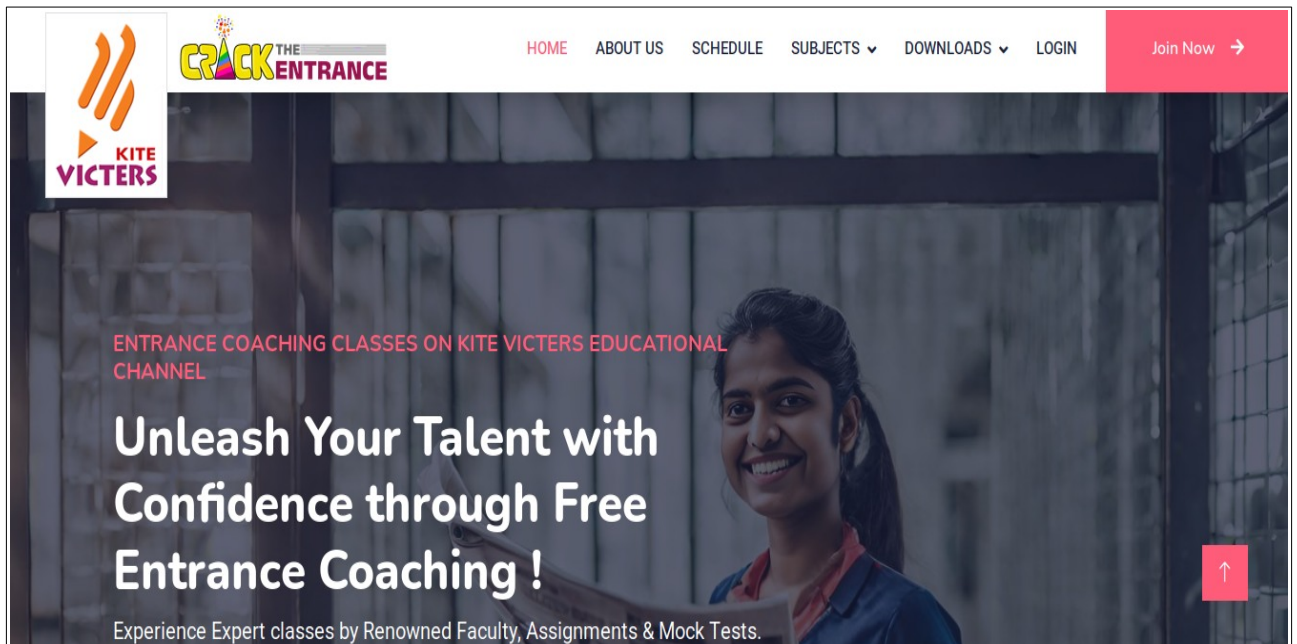 KITE
VICTERS
CRACK THE
ENTRANCE
HOME ABOUT US SCHEDULE SUBJECTS DOWNLOADS LOGIN Join Now →
ENTRANCE COACHING CLASSES ON KITE VICTERS EDUCATIONAL
CHANNEL
Unleash Your Talent with
Confidence through Free
Entrance Coaching !
Experience Expert classes by Renowned Faculty, Assignments & Mock Tests.